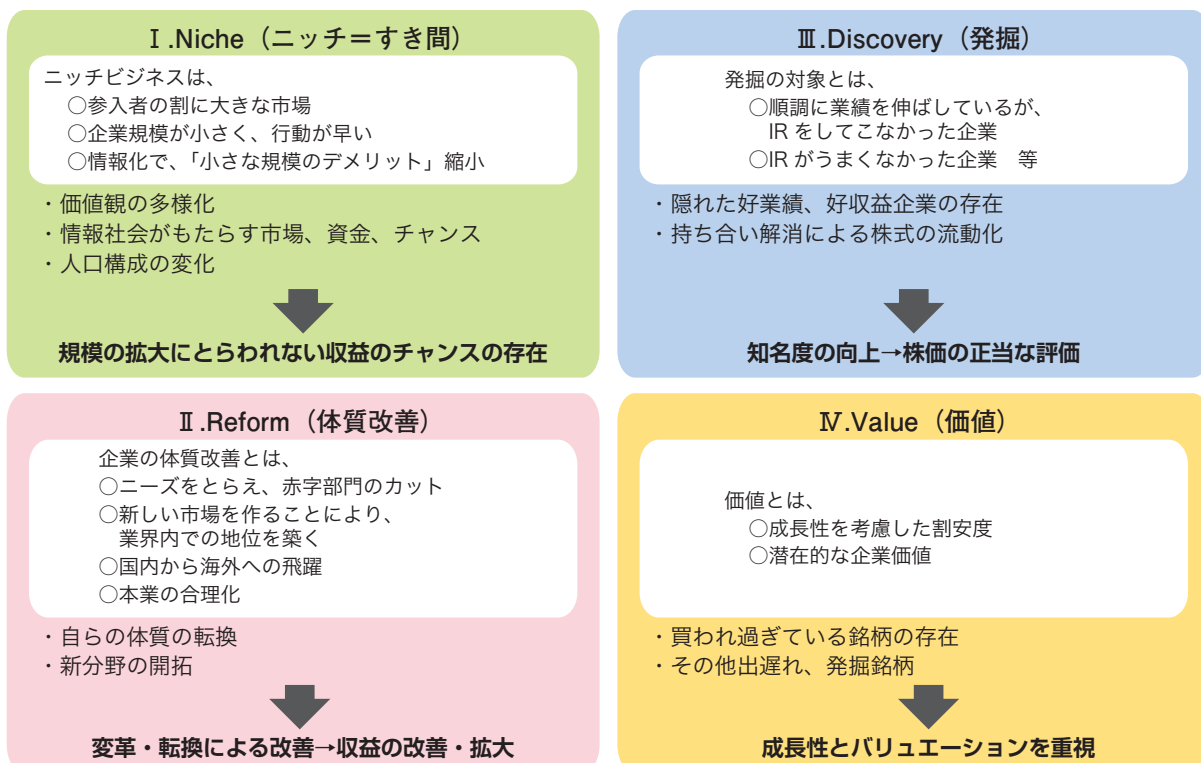 Ⅰ.Niche（ニッチ＝すき間）
ニッチビジネスは、
○参入者の割に大きな市場
○企業規模が小さく、行動が早い
○情報化で、「小さな規模のデメリット」縮小
・価値観の多様化
・情報社会がもたらす市場、資金、チャンス
・人口構成の変化
規模の拡大にとらわれない収益のチャンスの存在
Ⅱ.Reform（体質改善）
企業の体質改善とは、
○ニーズをとらえ、赤字部門のカット
○新しい市場を作ることにより、
業界内での地位を築く
○国内から海外への飛躍
○本業の合理化
・自らの体質の転換
・新分野の開拓
変革・転換による改善→収益の改善・拡大
Ⅲ.Discovery（発掘）
発掘の対象とは、
○順調に業績を伸ばしているが、
IR をしてこなかった企業
○IR がうまくなかった企業　等
・隠れた好業績、好収益企業の存在
・持ち合い解消による株式の流動化
知名度の向上→株価の正当な評価
Ⅳ.Value（価値）
価値とは、
○成長性を考慮した割安度
○潜在的な企業価値
・買われ過ぎている銘柄の存在
・その他出遅れ、発掘銘柄
成長性とバリュエーションを重視